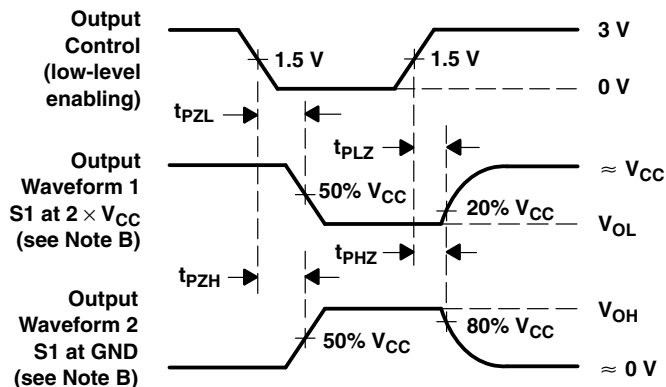 Output
Control
(low-level
enabling)
1.5 V
1.5 V
3 V
0 V
tPZL
tPLZ
Output
Waveform 1
S1 at 2 × VCC
(see Note B)
50% VCC
20% VCC
≈ VCC
VOL
tPZH
tPHZ
Output
Waveform 2
S1 at GND
(see Note B)
50% VCC
80% VCC
VOH
≈ 0 V